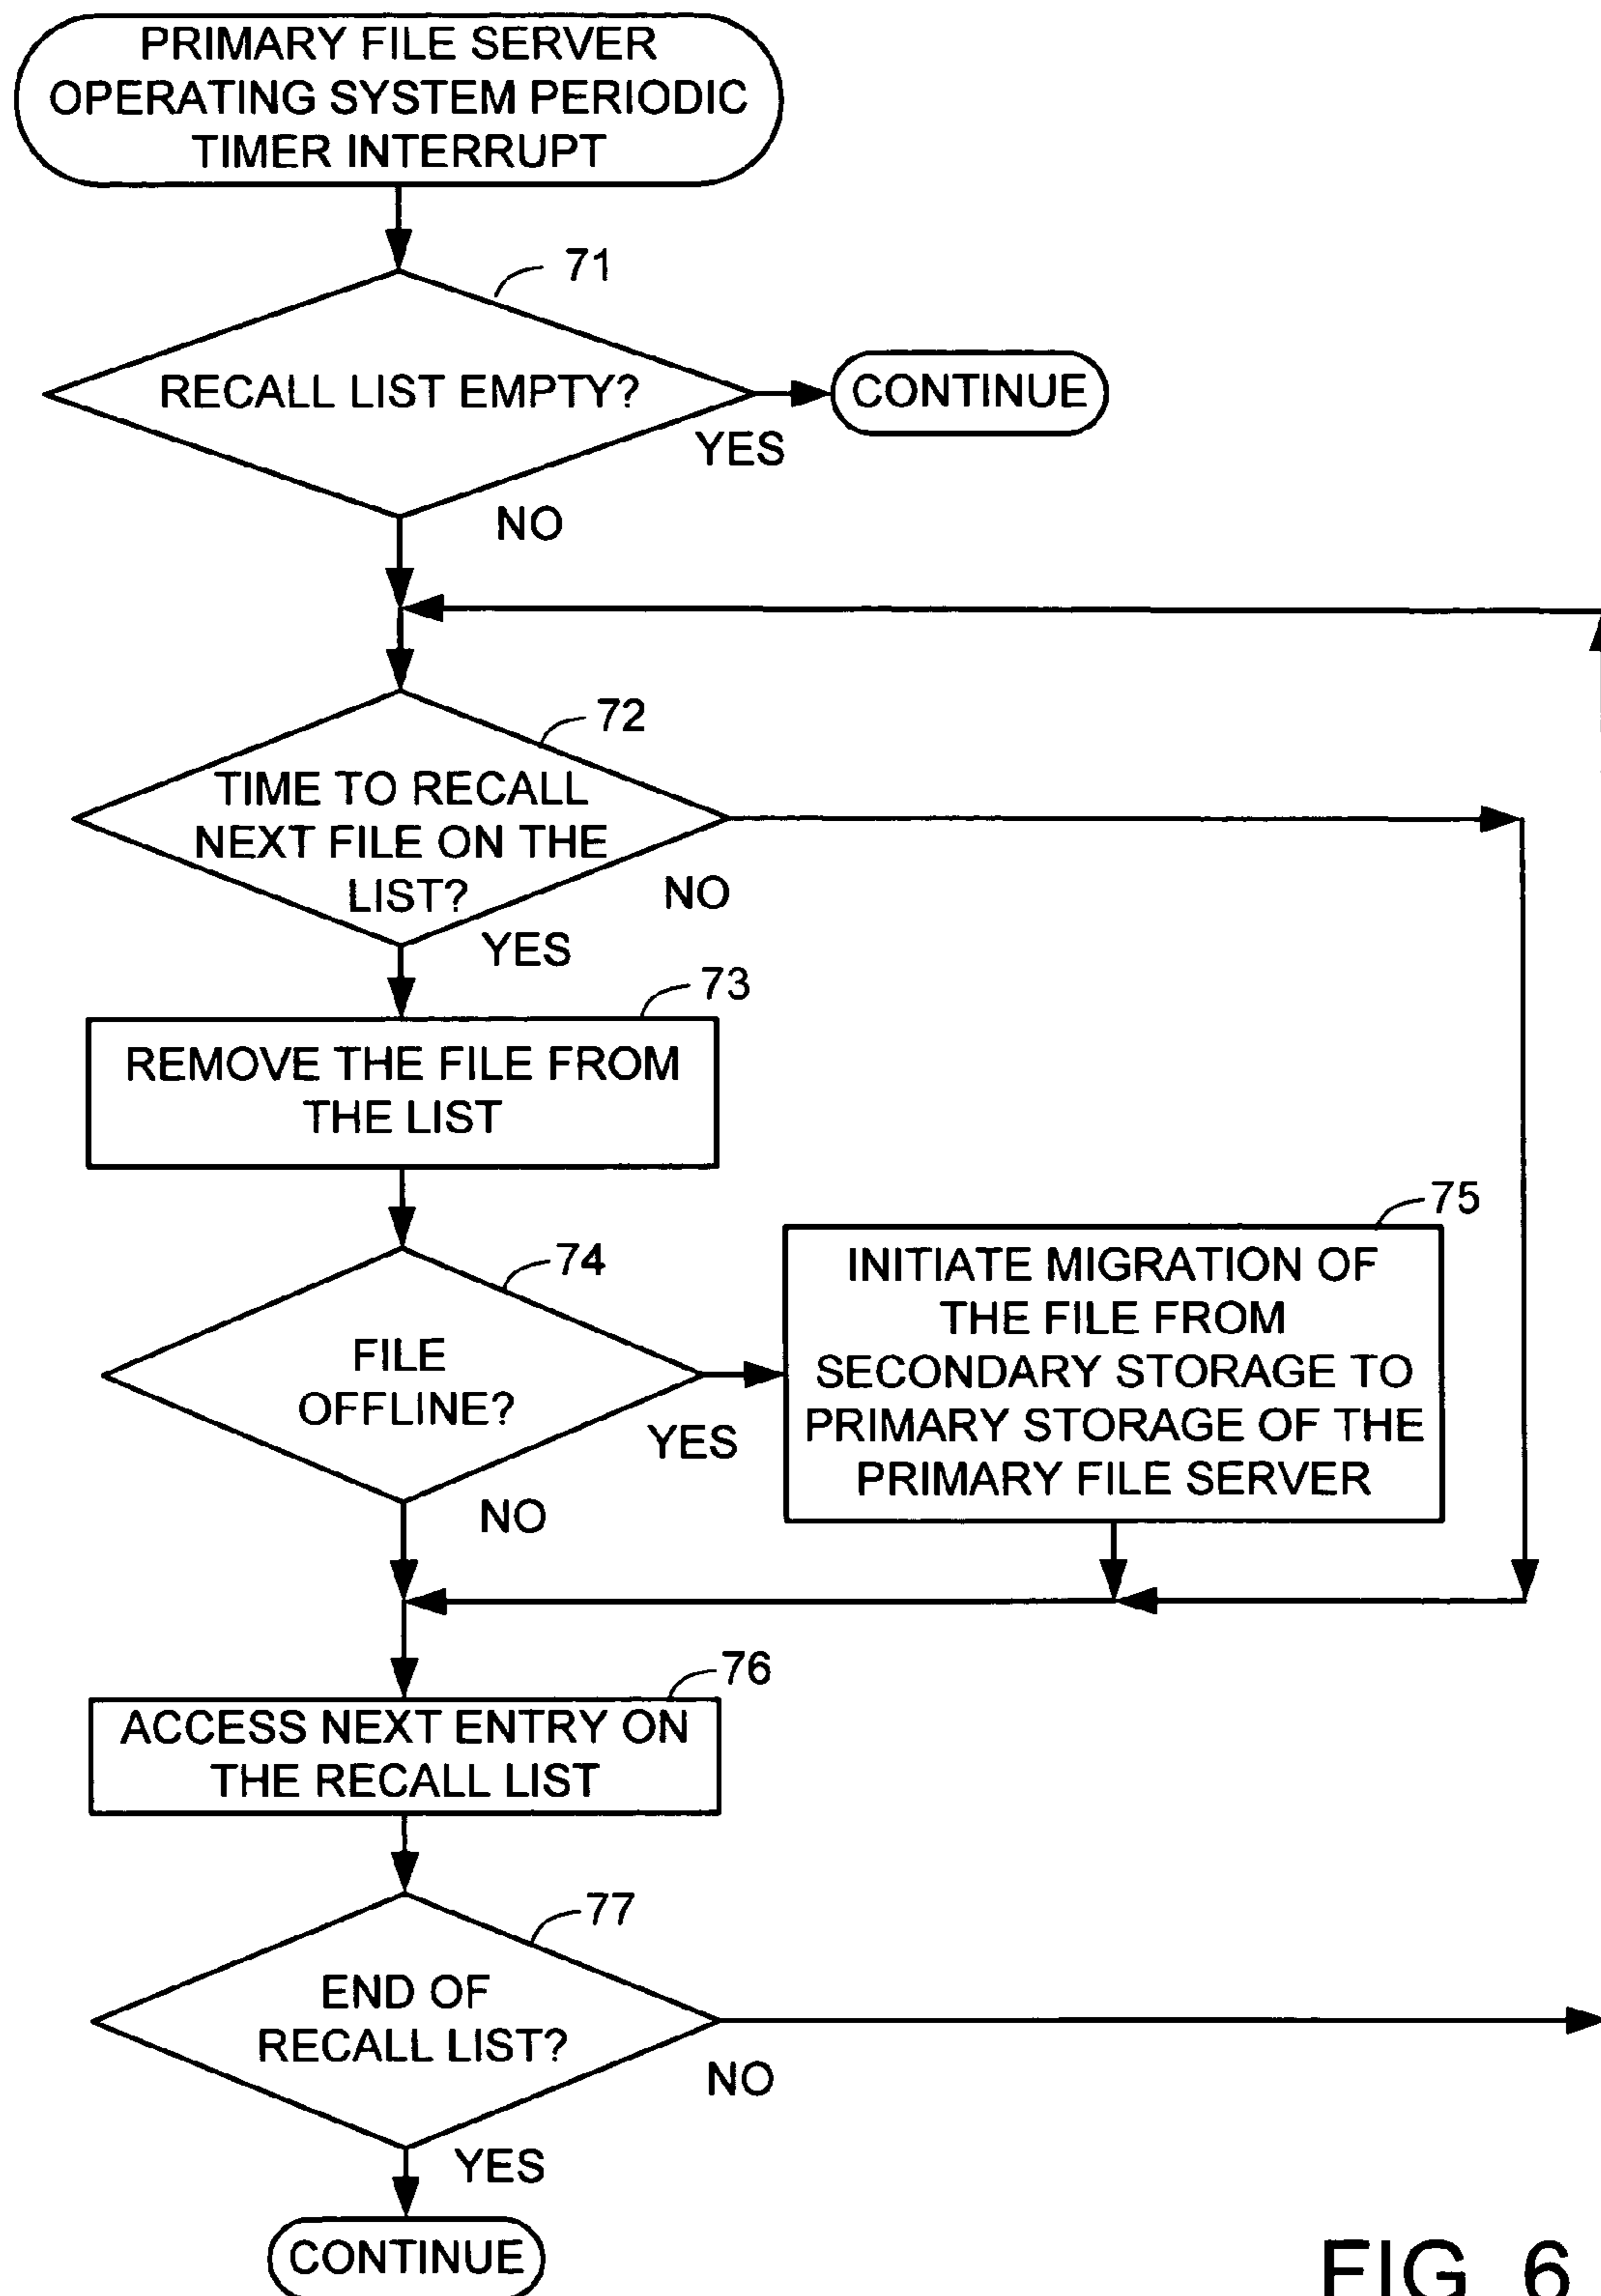 PRIMARY FILE SERVER
OPERATING SYSTEM PERIODIC
TIMER INTERRUPT
71
RECALL LIST EMPTY?
CONTINUE
YES
NO
72
TIME TO RECALL
NEXT FILE ON THE
LIST?
NO
YES
73
REMOVE THE FILE FROM
THE LIST
74
FILE
OFFLINE?
YES
NO
75
INITIATE MIGRATION OF
THE FILE FROM
SECONDARY STORAGE TO
PRIMARY STORAGE OF THE
PRIMARY FILE SERVER
76
ACCESS NEXT ENTRY ON
THE RECALL LIST
77
END OF
RECALL LIST?
NO
YES
CONTINUE
FIG. 6